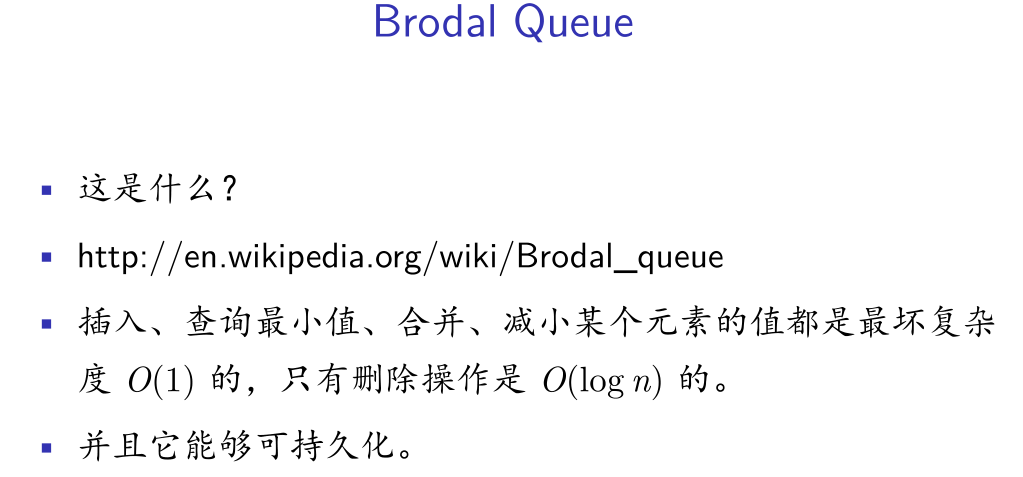 Brodal Queue
这是什么？
http://en.wikipedia.org/wiki/Brodal_queue
插入、查询最小值、合并、减小某个元素的值都是最坏复杂
度 O(1) 的，只有删除操作是 O(log n) 的。
并且它能够可持久化。